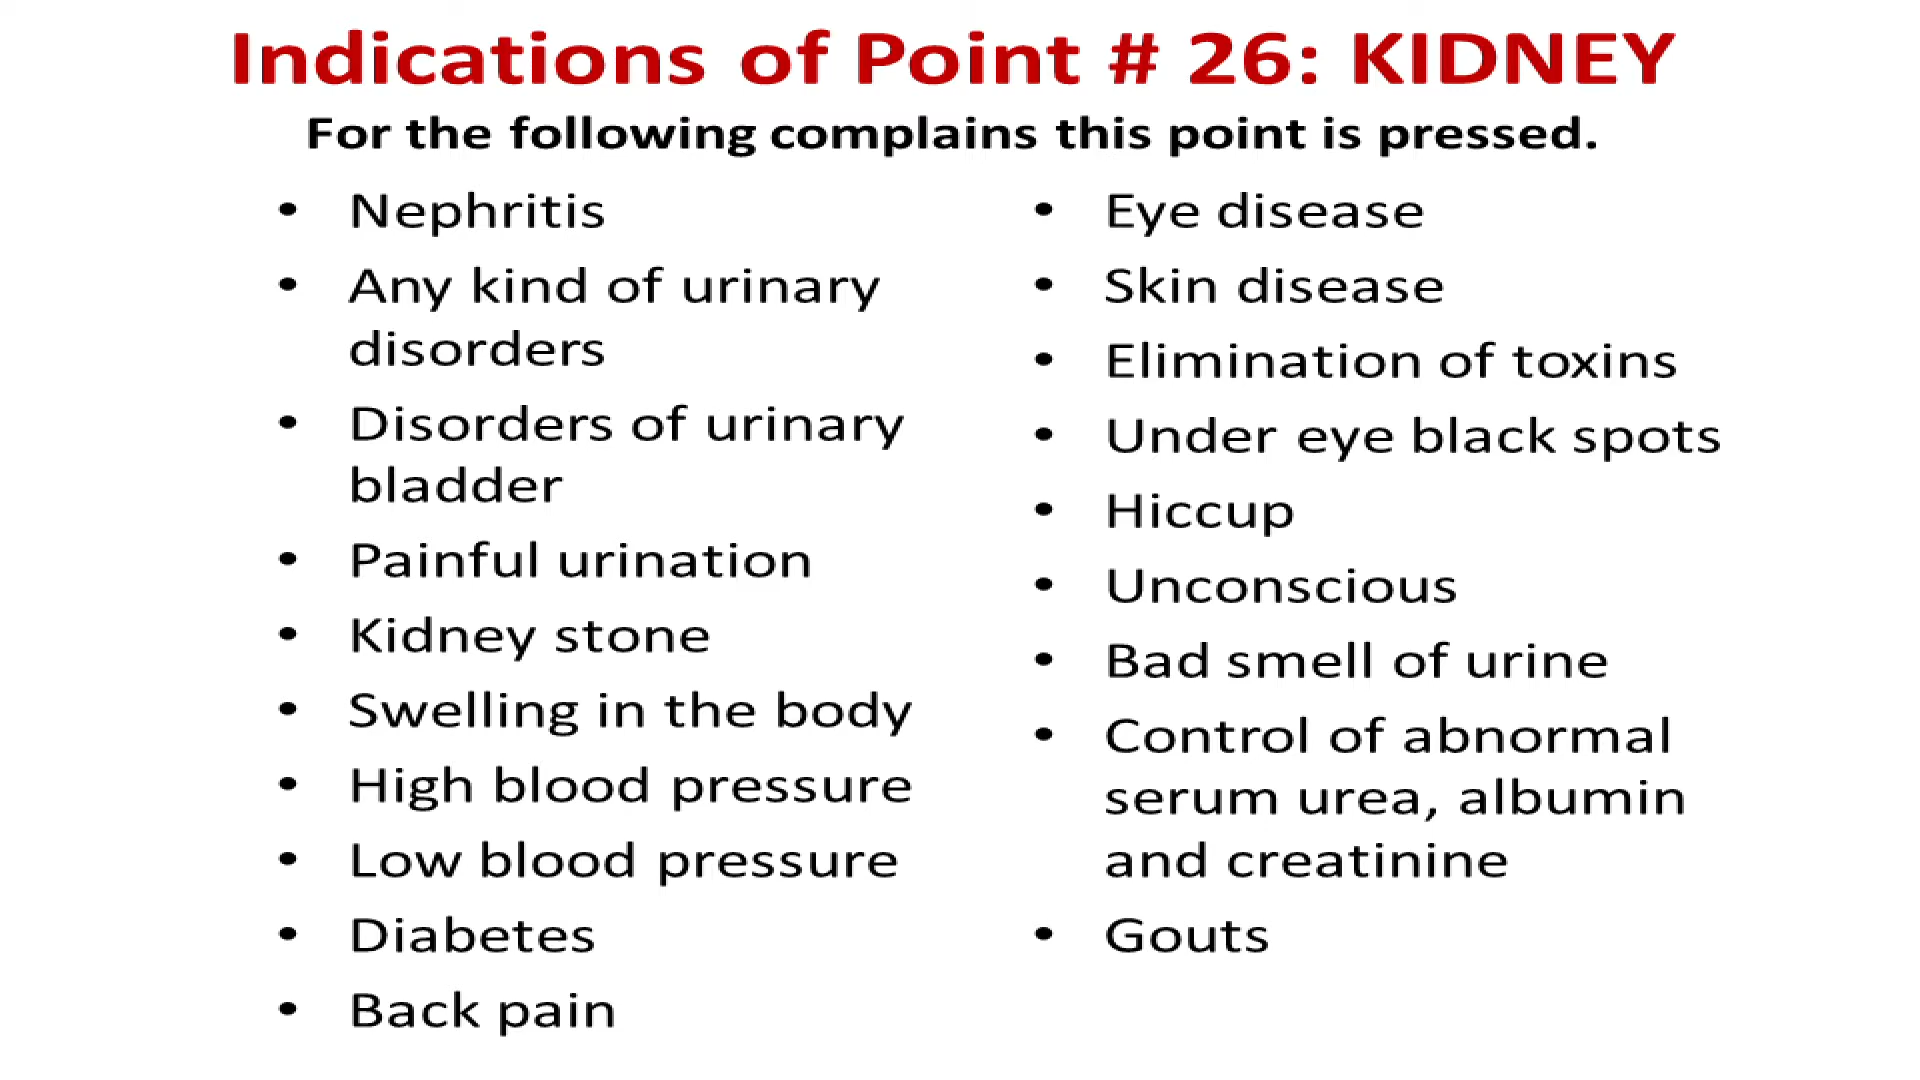 Indications of Point # 26: KIDNEY
For the following complains this point is pressed.
• Nephritis
• Any kind of urinary
disorders
• Disorders of urinary
bladder
• Painful urination
• Kidney stone
• Swelling in the body
• High blood pressure
• Low blood pressure
• Diabetes
• Back pain
• Eye disease
• Skin disease
• Elimination of toxins
• Under eye black spots
• Hiccup
• Unconscious
• Bad smell of urine
• Control of abnormal
serum urea, albumin
and creatinine
• Gouts